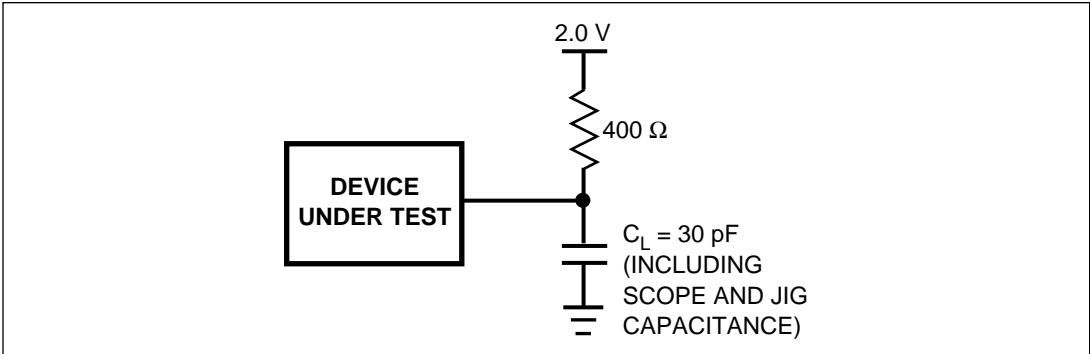 2.0 V
400 Ω
DEVICE
UNDER TEST
C_L = 30 pF
(INCLUDING
SCOPE AND JIG
CAPACITANCE)